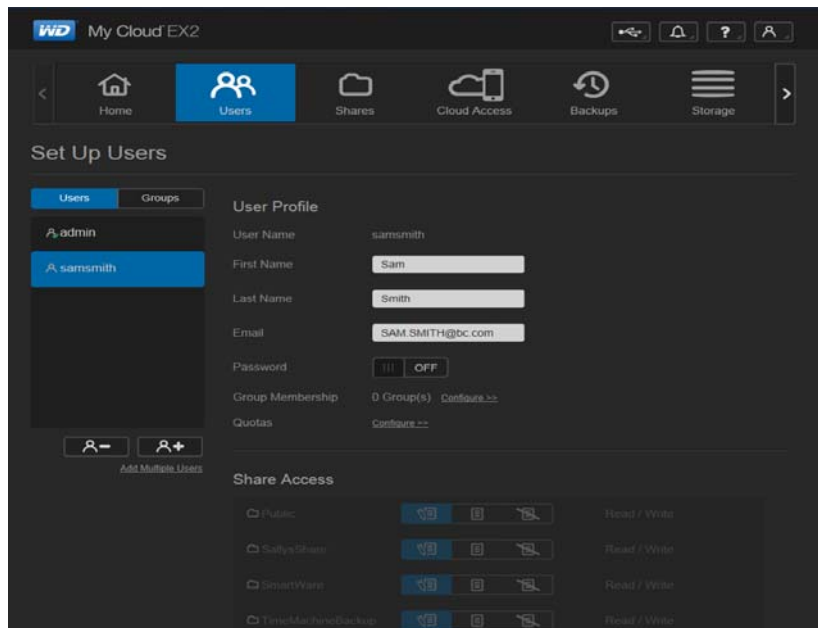 WD My Cloud EX2
?
Home Users Shares Cloud Access Backups Storage
Set Up Users
Users Groups
admin
samsmith
Add Multiple Users
User Profile
User Name samsmith
First Name Sam
Last Name Smith
Email SAM.SMITH@bc.com
Password OFF
Group Membership 0 Group(s) Configure >>
Quotas Configure >>
Share Access
Public Read / Write
SallysShare Read / Write
SmartWare Read / Write
TimeMachineBackup Read / Write